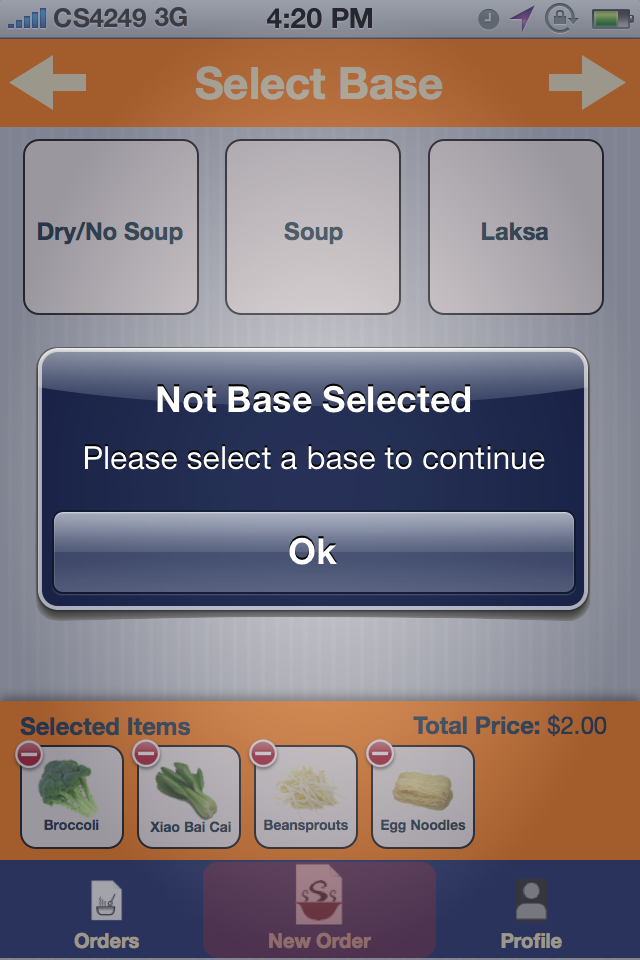 CS4249 3G 4:20 PM
Select Base
Dry/No Soup Soup Laksa
Not Base Selected
Please select a base to continue
Ok
Selected Items Total Price: $2.00
Broccoli Xiao Bai Cai Beansprouts Egg Noodles
Orders New Order Profile